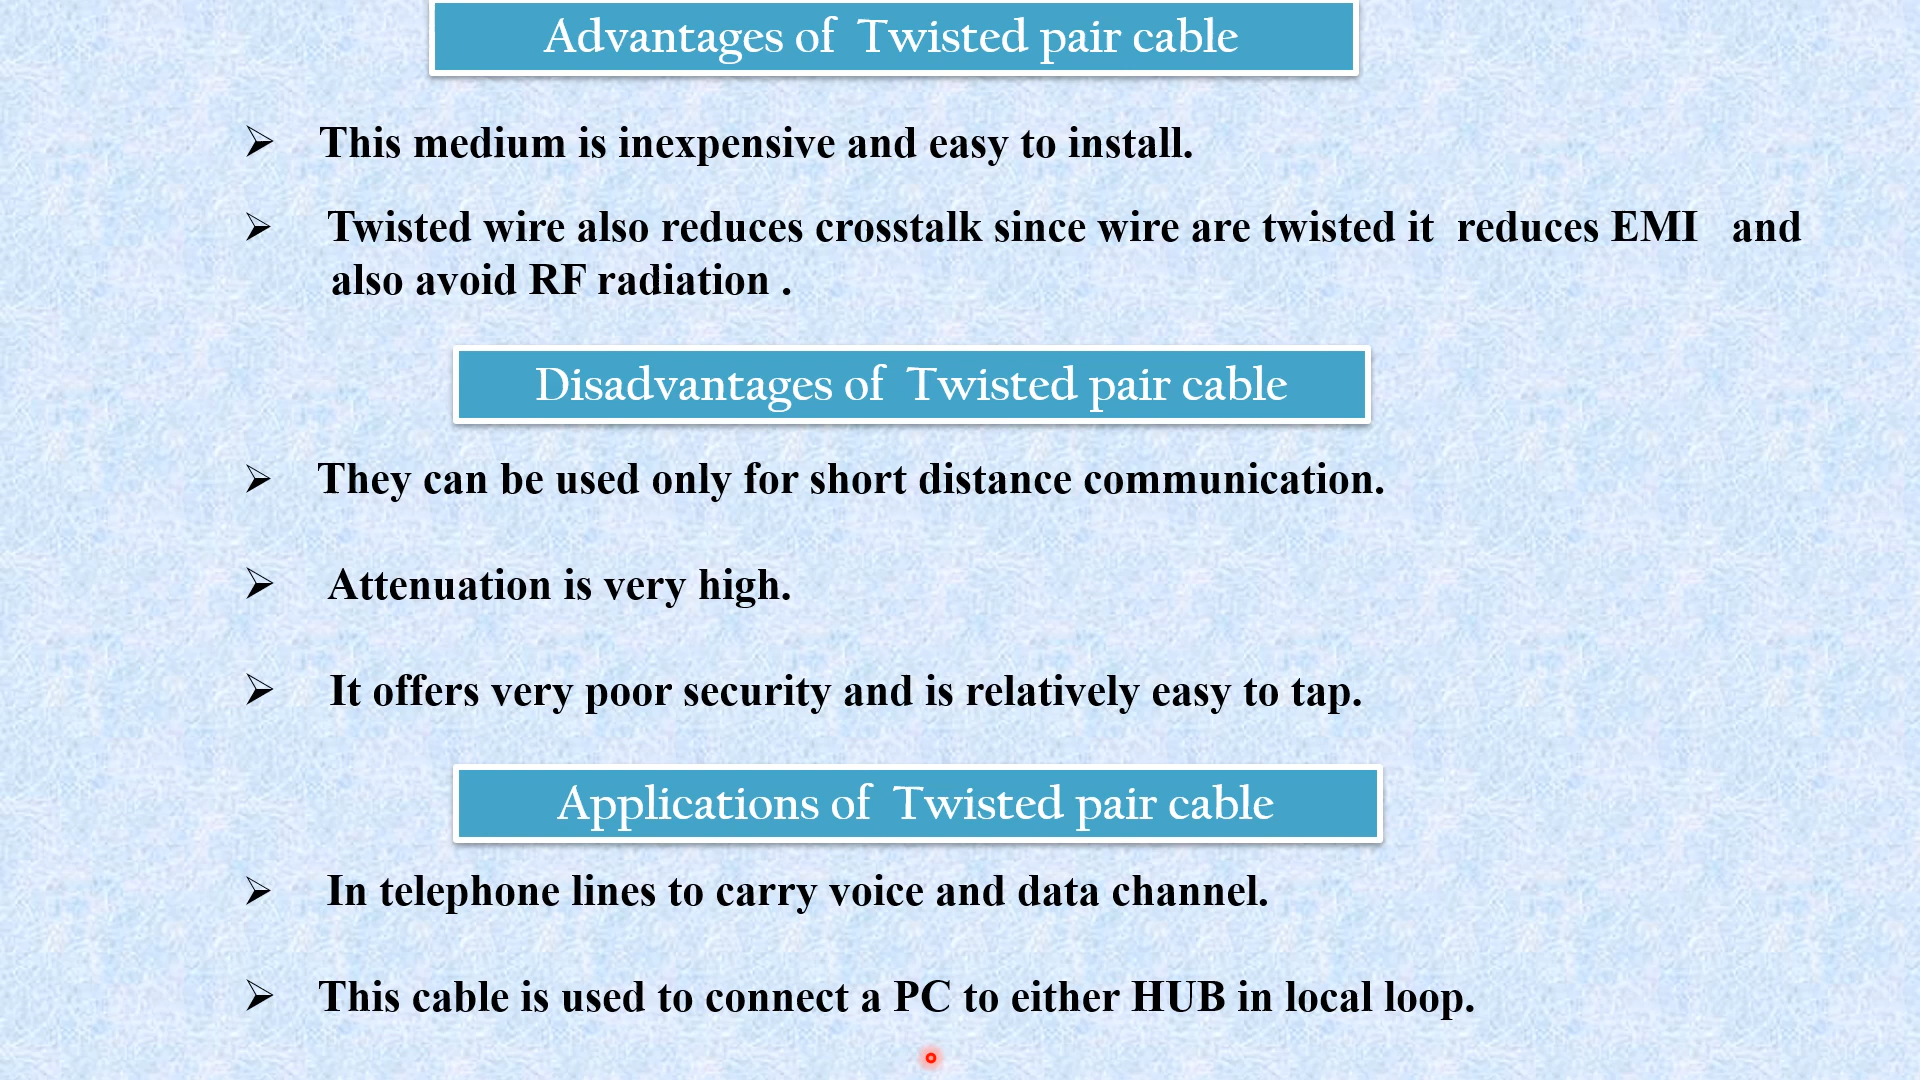 Advantages of  Twisted pair cable
➢ This medium is inexpensive and easy to install.
➢ Twisted wire also reduces crosstalk since wire are twisted it  reduces EMI   and
also avoid RF radiation .
Disadvantages of  Twisted pair cable
➢ They can be used only for short distance communication.
➢ Attenuation is very high.
➢ It offers very poor security and is relatively easy to tap.
Applications of  Twisted pair cable
➢ In telephone lines to carry voice and data channel.
➢ This cable is used to connect a PC to either HUB in local loop.